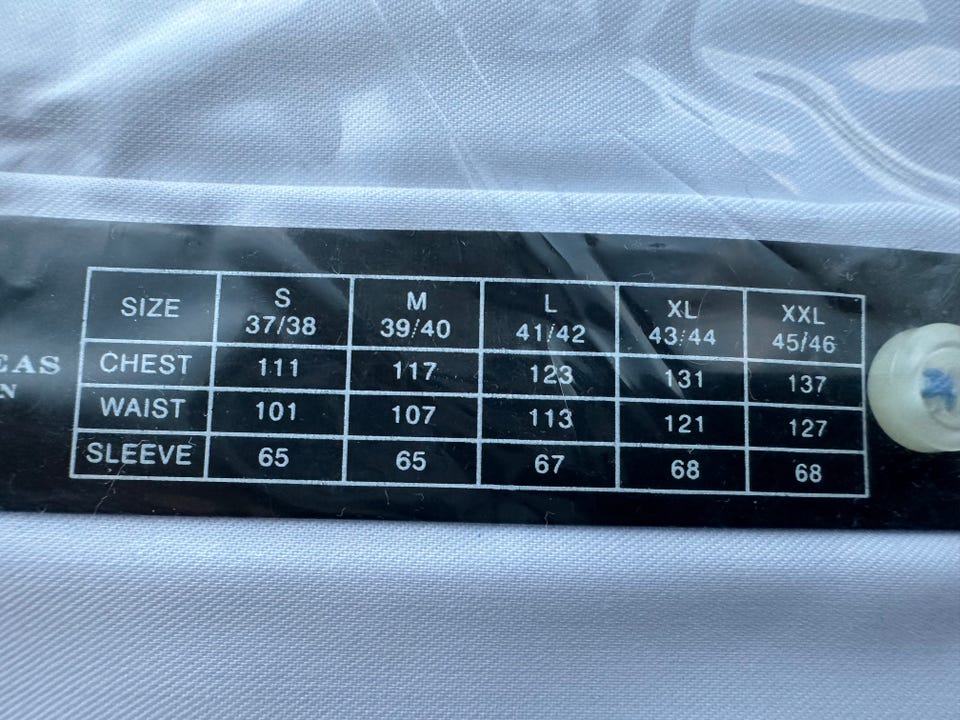 SIZE S M L XL XXL
37/38 39/40 41/42 43/44 45/46
CHEST 111 117 123 131 137
WAIST 101 107 113 121 127
SLEEVE 65 65 67 68 68
EAS
N